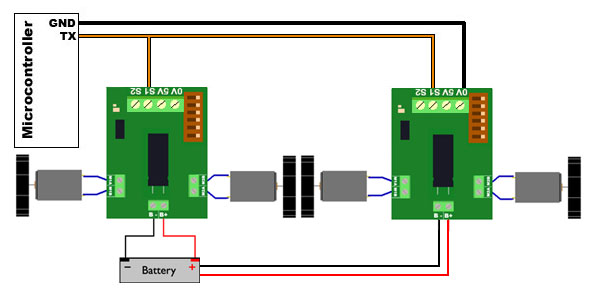 GND
TX
Microcontroller
0V 5V S1 S2
0V 5V S1 S2
B - B+
B - B+
− +
Battery